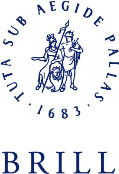 TUTA SUB AEGIDE PALLAS
· 1683 ·
BRILL